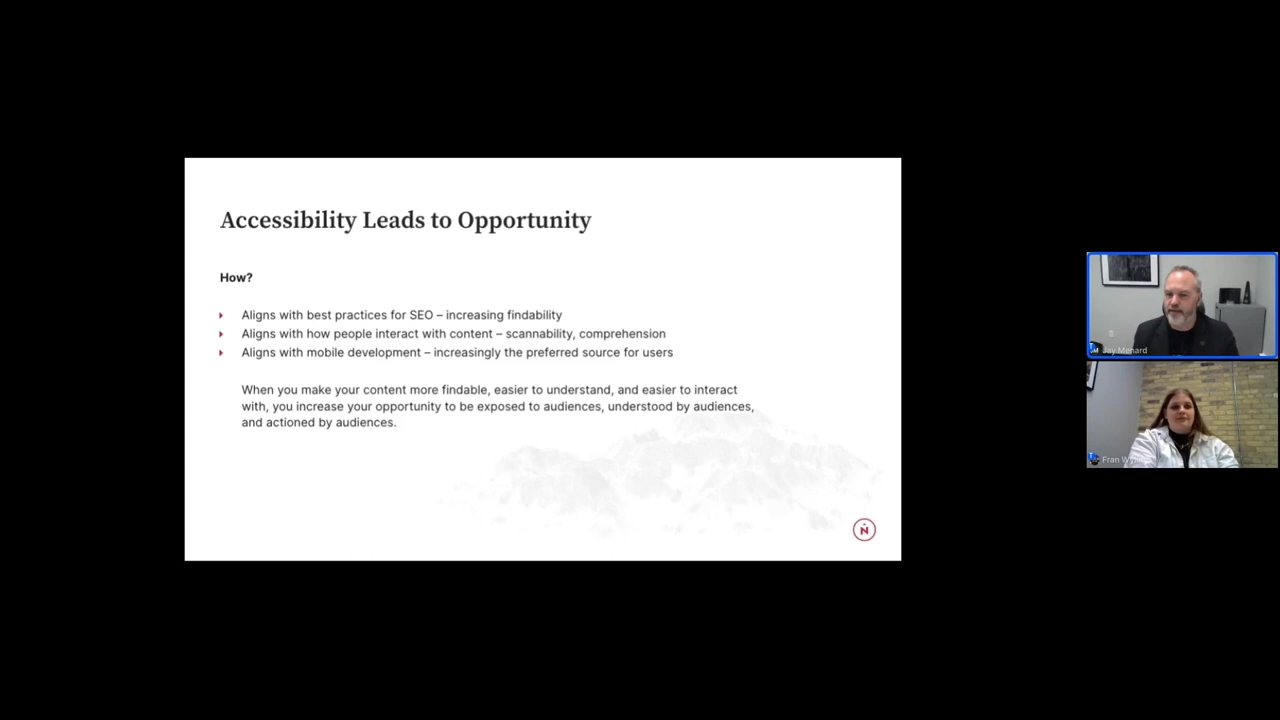 Accessibility Leads to Opportunity
How?
Aligns with best practices for SEO – increasing findability
Aligns with how people interact with content – scannability, comprehension
Aligns with mobile development – increasingly the preferred source for users
When you make your content more findable, easier to understand, and easier to interact
with, you increase your opportunity to be exposed to audiences, understood by audiences,
and actioned by audiences.
N
Jay Menard
Fran